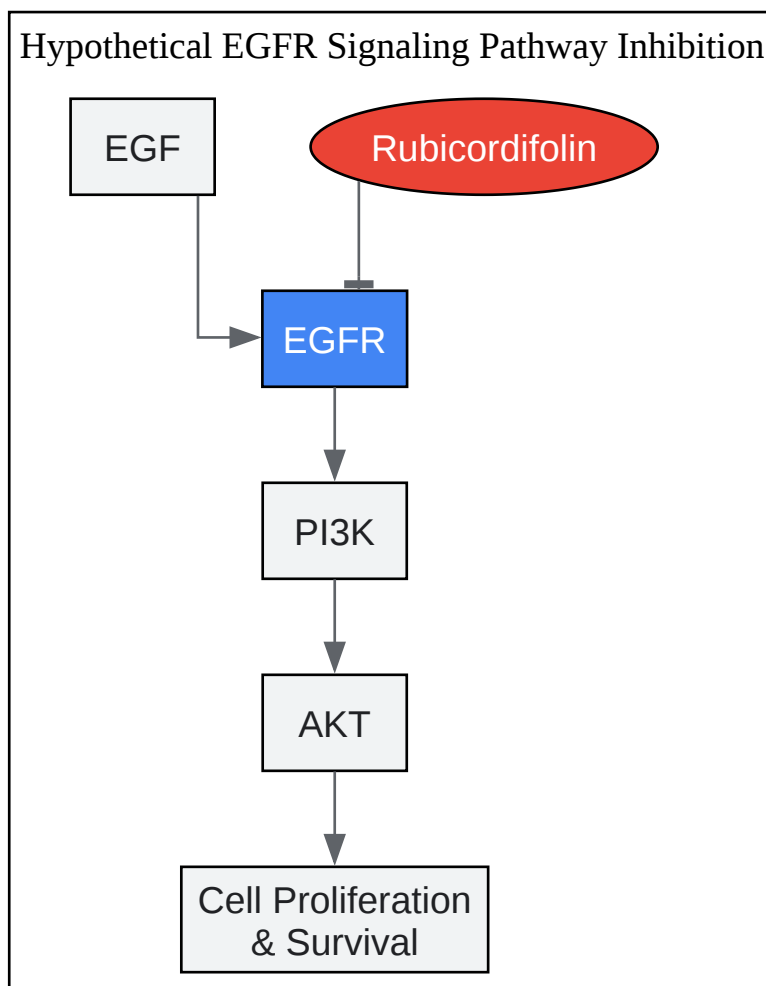 Hypothetical EGFR Signaling Pathway Inhibition
EGF
Rubicordifolin
EGFR
PI3K
AKT
Cell Proliferation
& Survival